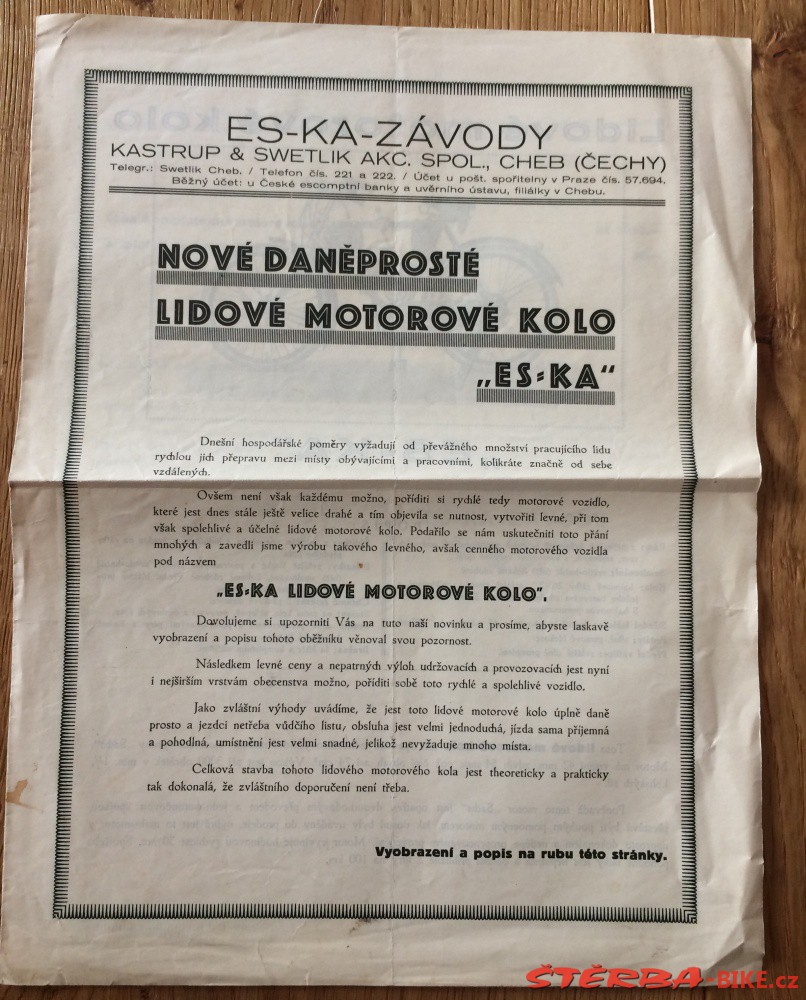 ES-KA-ZÁVODY
KASTRUP & SWETLIK AKC. SPOL., CHEB (ČECHY)
Telegr.: Swetlik Cheb. / Telefon čís. 221 a 222. / Účet u pošt. spořitelny v Praze čís. 57.694.
Běžný účet: u České escomptní banky a uvěrního ústavu, filiálky v Chebu.
NOVÉ DANĚPROSTÉ
LIDOVÉ MOTOROVÉ KOLO
„ES-KA“
Dnešní hospodářské poměry vyžadují od převážného množství pracujícího lidu
rychlou jich přepravu mezi místy obývajícími a pracovními, kolikráte značně od sebe
vzdálených.
Ovšem není však každému možno, poříditi si rychlé tedy motorové vozidlo,
které jest dnes stále ještě velice drahé a tím objevila se nutnost, vytvořiti levné, při tom
však spolehlivé a účelné lidové motorové kolo. Podařilo se nám uskutečniti toto přání
mnohých a zavedli jsme výrobu takového levného, avšak cenného motorového vozidla
pod názvem
„ES-KA LIDOVÉ MOTOROVÉ KOLO”.
Dovolujeme si upozorniti Vás na tuto naší novinku a prosíme, abyste laskavě
vyobrazení a popisu tohoto oběžníku věnoval svou pozornost.
Následkem levné ceny a nepatrných výloh udržovacích a provozovacích jest nyní
i nejširším vrstvám obecenstva možno, poříditi sobě toto rychlé a spolehlivé vozidlo.
Jako zvláštní výhody uvádíme, že jest toto lidové motorové kolo úplně daně
prosto a jezdci netřeba vůdčího listu, obsluha jest velmi jednoduchá, jízda sama příjemná
a pohodlná, umístnění jest velmi snadné, jelikož nevyžaduje mnoho místa.
Celková stavba tohoto lidového motorového kola jest theoreticky a prakticky
tak dokonalá, že zvláštního doporučení není třeba.
Vyobrazení a popis na rubu této stránky.
ŠTĚRBA-BIKE.cz